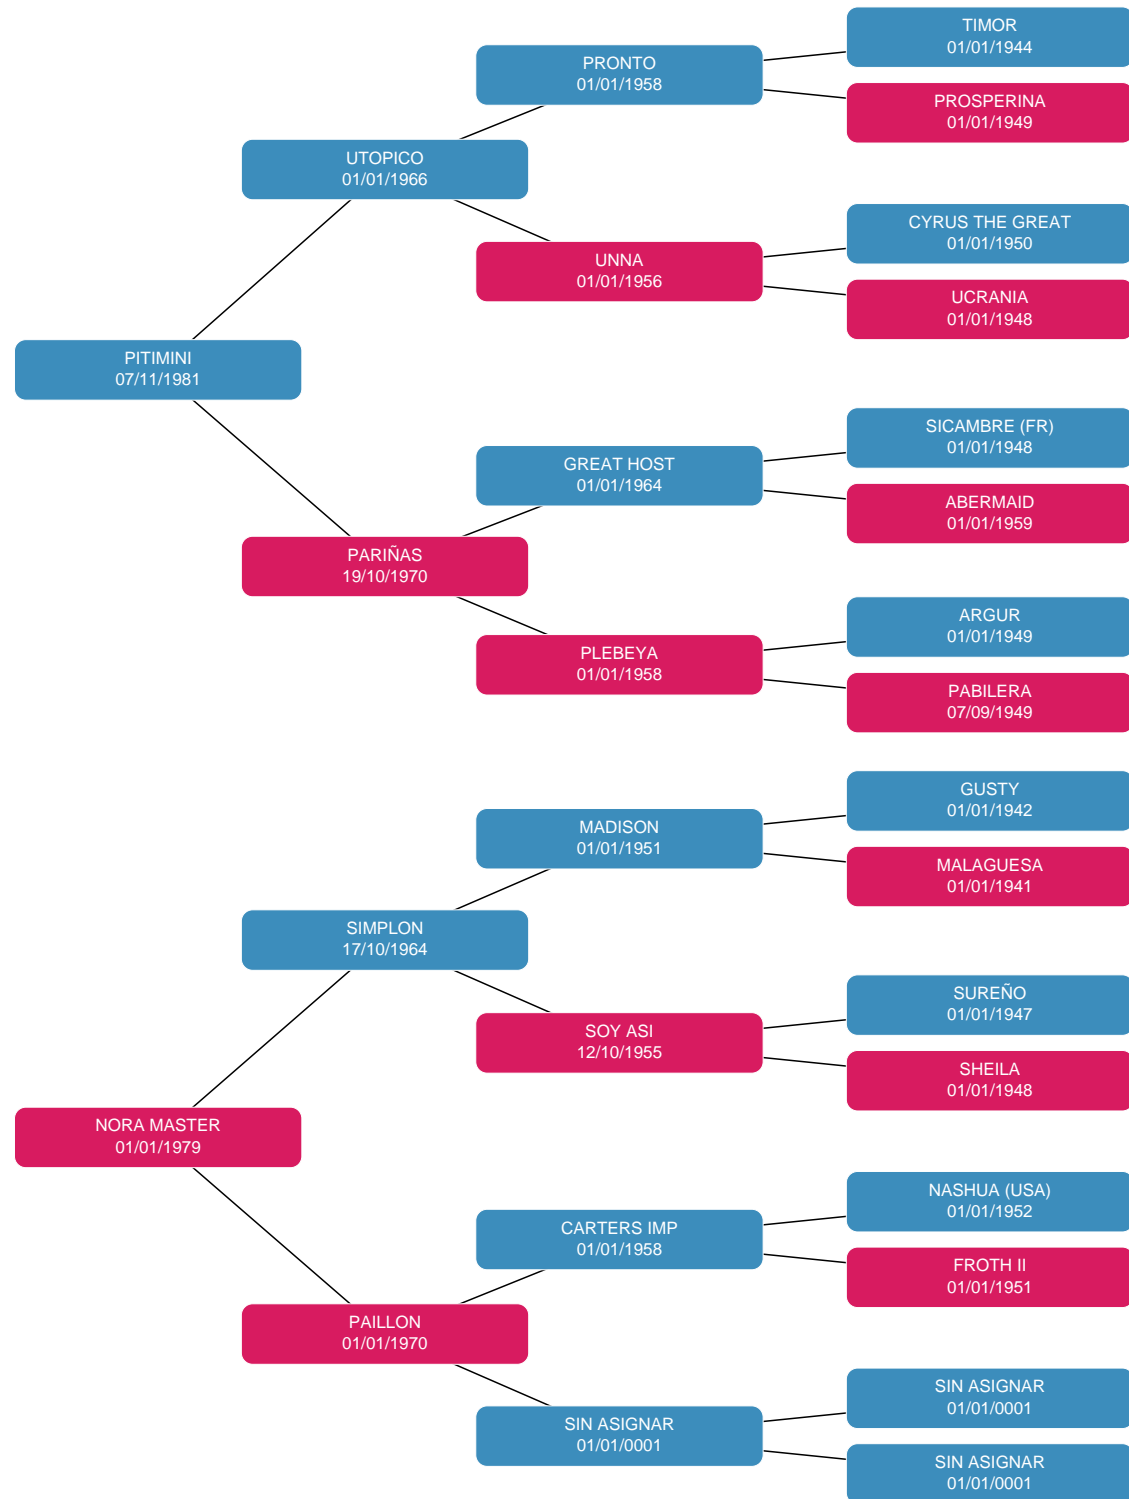 TIMOR
01/01/1944
PRONTO
01/01/1958
PROSPERINA
01/01/1949
UTOPICO
01/01/1966
CYRUS THE GREAT
01/01/1950
UNNA
01/01/1956
UCRANIA
01/01/1948
PITIMINI
07/11/1981
SICAMBRE (FR)
01/01/1948
GREAT HOST
01/01/1964
ABERMAID
01/01/1959
PARIÑAS
19/10/1970
ARGUR
01/01/1949
PLEBEYA
01/01/1958
PABILERA
07/09/1949
GUSTY
01/01/1942
MADISON
01/01/1951
MALAGUESA
01/01/1941
SIMPLON
17/10/1964
SUREÑO
01/01/1947
SOY ASI
12/10/1955
SHEILA
01/01/1948
NORA MASTER
01/01/1979
NASHUA (USA)
01/01/1952
CARTERS IMP
01/01/1958
FROTH II
01/01/1951
PAILLON
01/01/1970
SIN ASIGNAR
01/01/0001
SIN ASIGNAR
01/01/0001
SIN ASIGNAR
01/01/0001